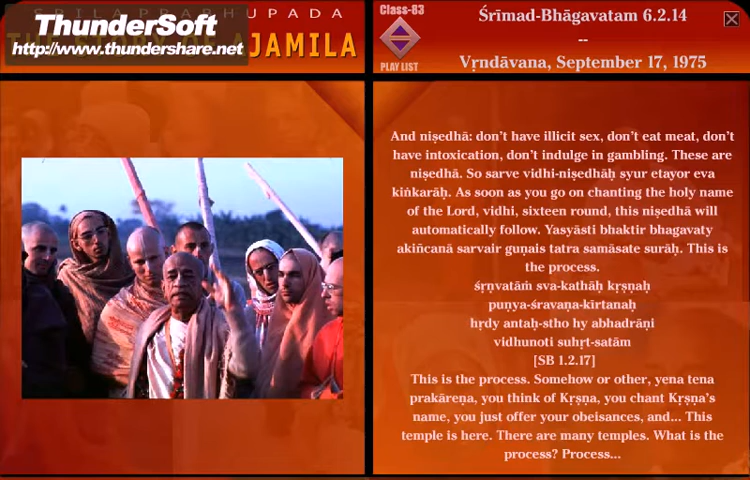 SRILA PRABHUPADA
ThunderSoft
http://www.thundershare.net
THE STORY OF AJAMILA
Class-83
PLAY LIST
Śrīmad-Bhāgavatam 6.2.14
--
Vṛndāvana, September 17, 1975
And niṣedhā: don't have illicit sex, don't eat meat, don't
have intoxication, don't indulge in gambling. These are
niṣedhā. So sarve vidhi-niṣedhāḥ syur etayor eva
kiṅkarāḥ. As soon as you go on chanting the holy name
of the Lord, vidhi, sixteen round, this niṣedhā will
automatically follow. Yasyāsti bhaktir bhagavaty
akiñcanā sarvair guṇais tatra samāsate surāḥ. This is
the process.
śṛṇvatāṁ sva-kathāḥ kṛṣṇaḥ
puṇya-śravaṇa-kīrtanaḥ
hṛdy antaḥ-stho hy abhadrāṇi
vidhunoti suhṛt-satām
[SB 1.2.17]
This is the process. Somehow or other, yena tena
prakāreṇa, you think of Kṛṣṇa, you chant Kṛṣṇa's
name, you just offer your obeisances, and... This
temple is here. There are many temples. What is the
process? Process...